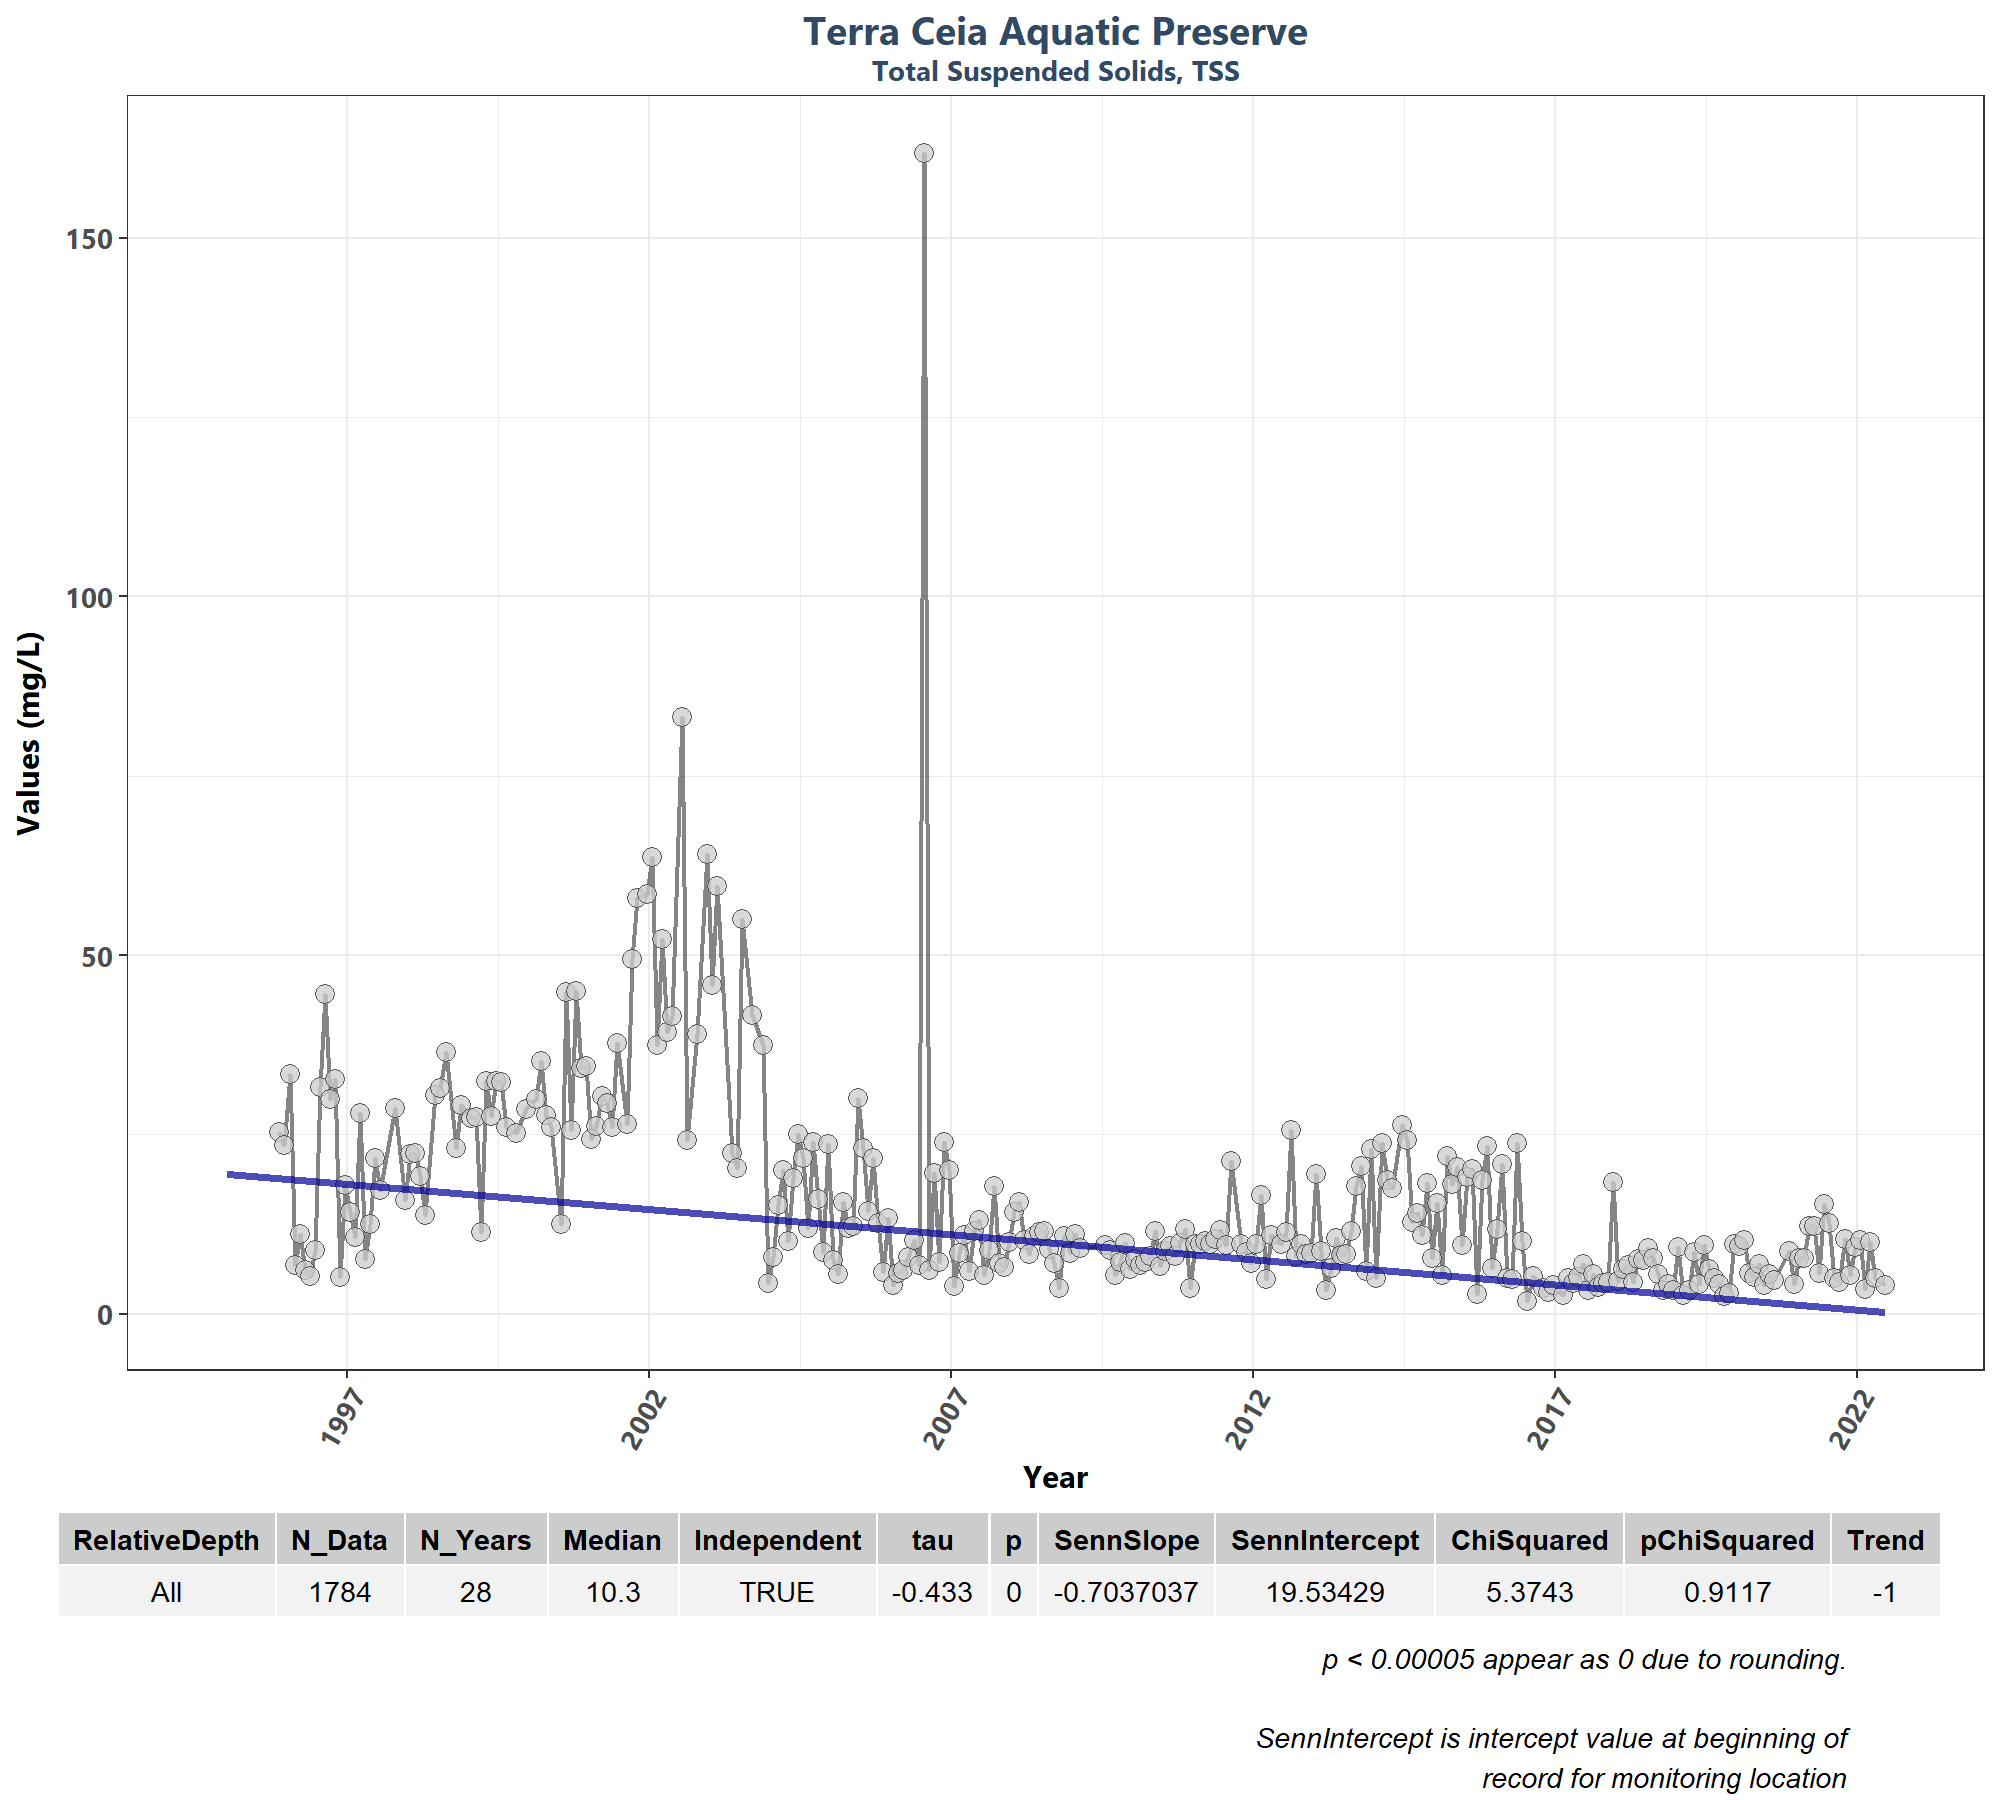 Terra Ceia Aquatic Preserve
Total Suspended Solids, TSS
Values (mg/L)
150
100
50
0
1997 2002 2007 2012 2017 2022
Year
RelativeDepth N_Data N_Years Median Independent tau p SennSlope SennIntercept ChiSquared pChiSquared Trend
All 1784 28 10.3 TRUE -0.433 0 -0.7037037 19.53429 5.3743 0.9117 -1
p < 0.00005 appear as 0 due to rounding.
SennIntercept is intercept value at beginning of
record for monitoring location